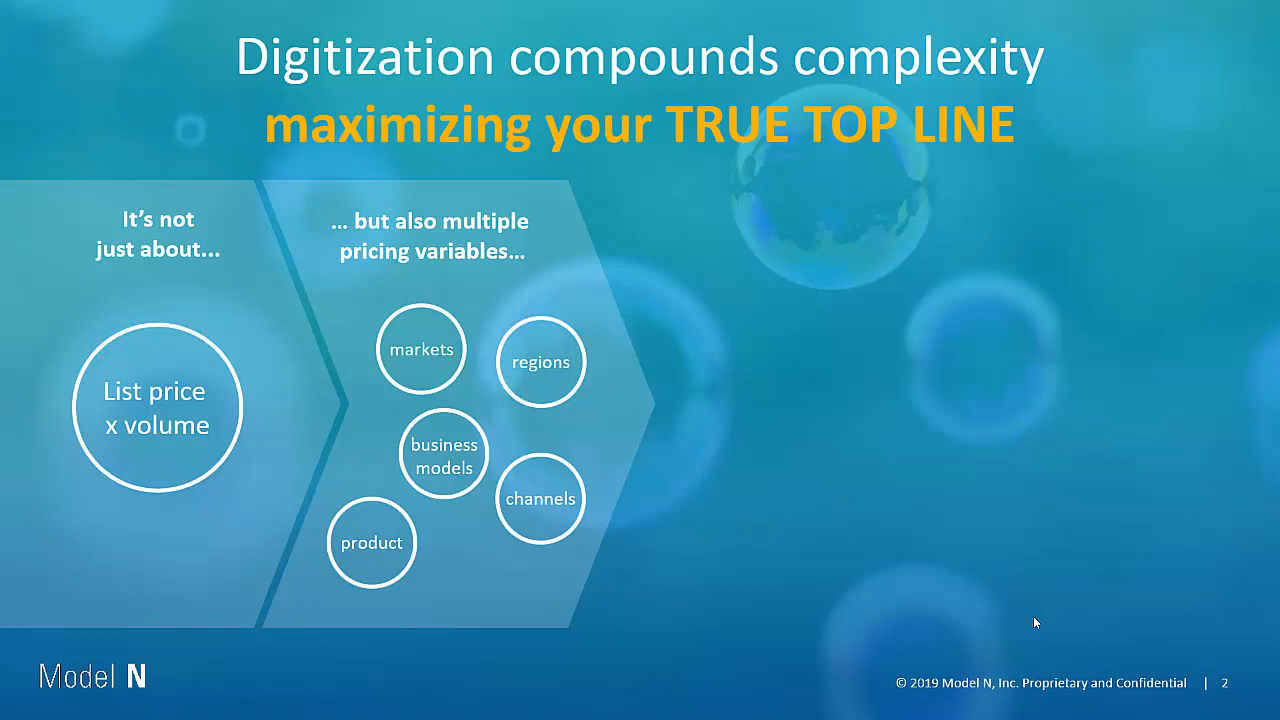 Digitization compounds complexity
maximizing your TRUE TOP LINE
It’s not
just about...
List price
x volume
... but also multiple
pricing variables...
markets
regions
business
models
channels
product
Model N
© 2019 Model N, Inc. Proprietary and Confidential | 2